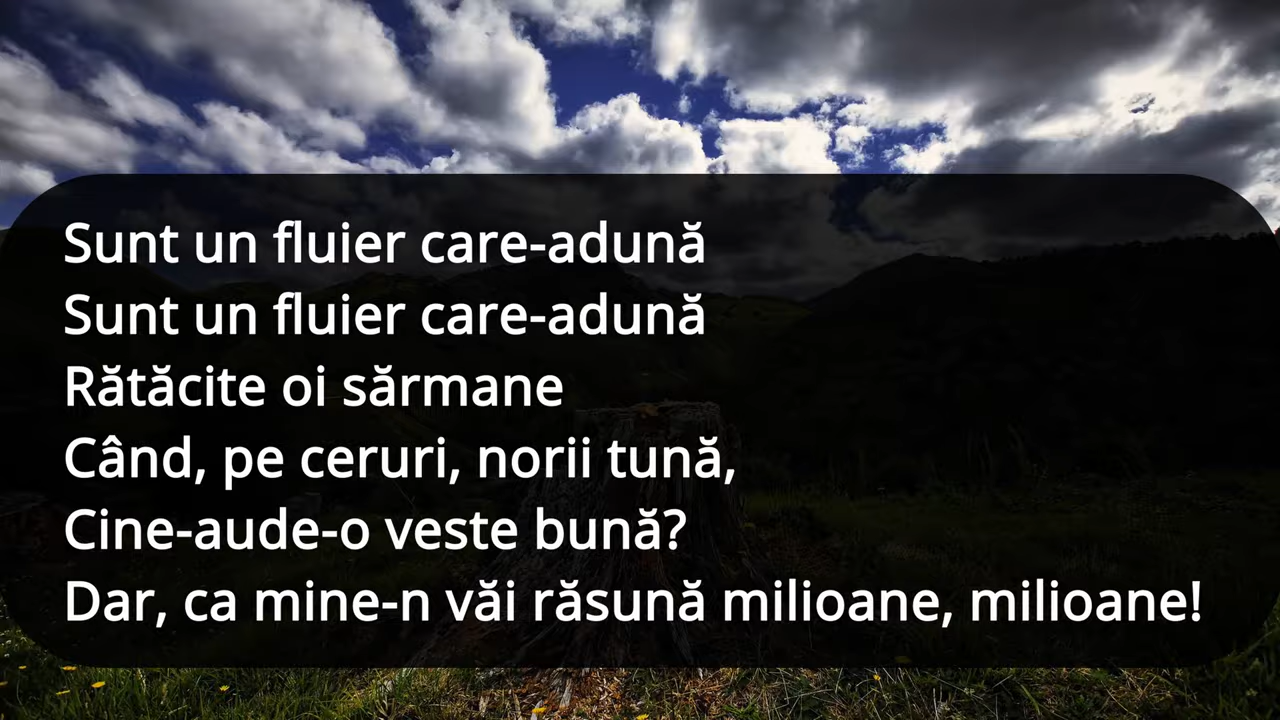 Sunt un fluier care-adună
Sunt un fluier care-adună
Rătăcite oi sărmane
Când, pe ceruri, norii tună,
Cine-aude-o veste bună?
Dar, ca mine-n văi răsună milioane, milioane!